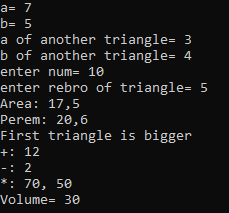 a= 7
b= 5
a of another triangle= 3
b of another triangle= 4
enter num= 10
enter rebro of triangle= 5
Area: 17,5
Perem: 20,6
First triangle is bigger
+: 12
-: 2
*: 70, 50
Volume= 30